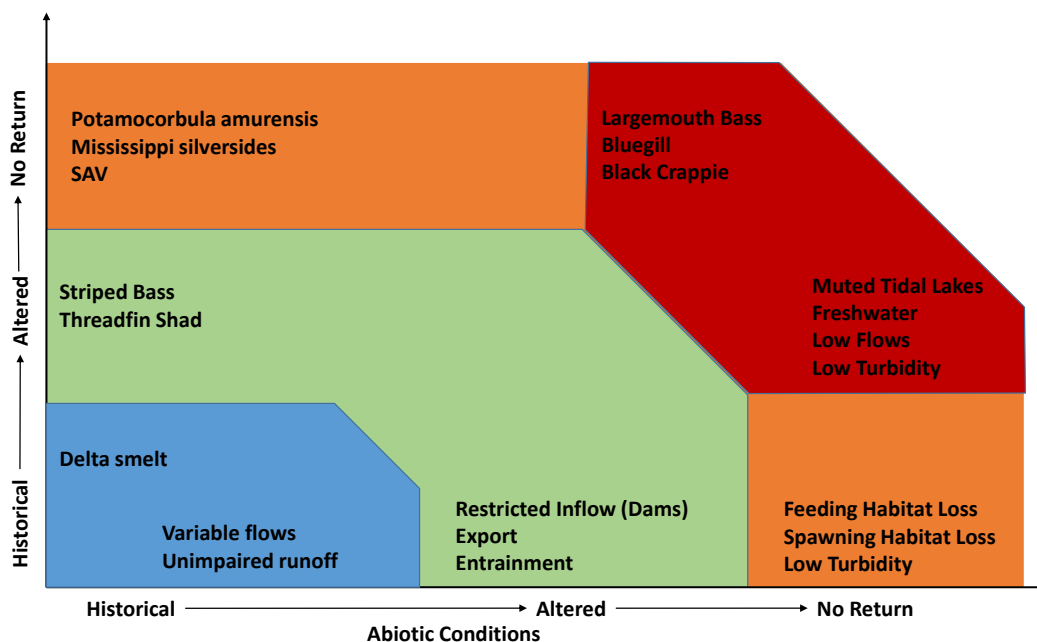 No Return
Altered
Historical
Potamocorbula amurensis
Mississippi silversides
SAV
Largemouth Bass
Bluegill
Black Crappie
Striped Bass
Threadfin Shad
Muted Tidal Lakes
Freshwater
Low Flows
Low Turbidity
Delta smelt
Variable flows
Unimpaired runoff
Restricted Inflow (Dams)
Export
Entrainment
Feeding Habitat Loss
Spawning Habitat Loss
Low Turbidity
Historical
Altered
No Return
Abiotic Conditions